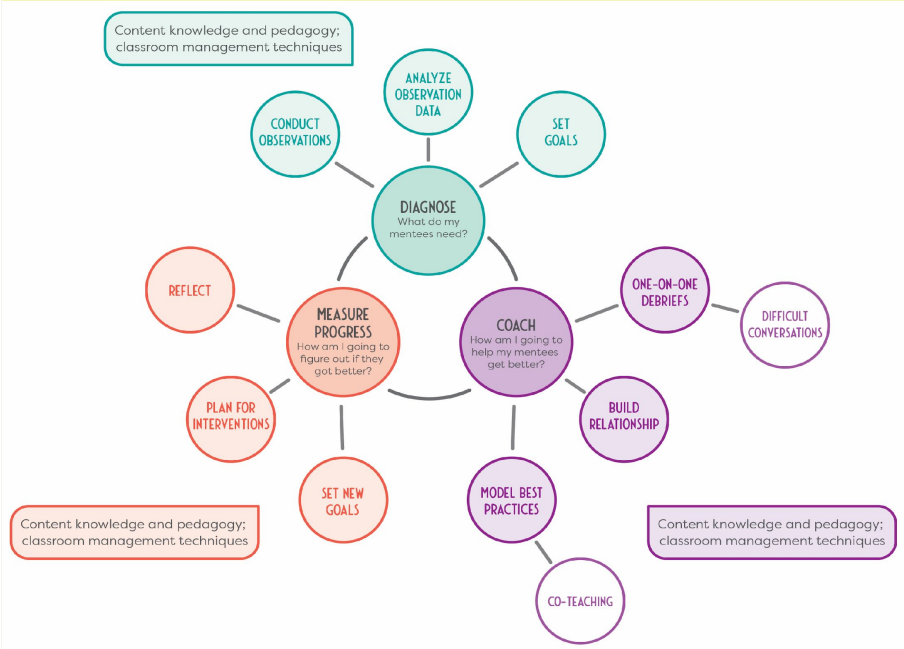 Content knowledge and pedagogy;
classroom management techniques
ANALYZE
OBSERVATION
DATA
CONDUCT
OBSERVATIONS
SET
GOALS
DIAGNOSE
What do my
mentees need?
REFLECT
MEASURE
PROGRESS
How am I going to
figure out if they
got better?
COACH
How am I going to
help my mentees
get better?
ONE-ON-ONE
DEBRIEFS
DIFFICULT
CONVERSATIONS
PLAN FOR
INTERVENTIONS
BUILD
RELATIONSHIP
SET NEW
GOALS
MODEL BEST
PRACTICES
Content knowledge and pedagogy;
classroom management techniques
Content knowledge and pedagogy;
classroom management techniques
CO-TEACHING